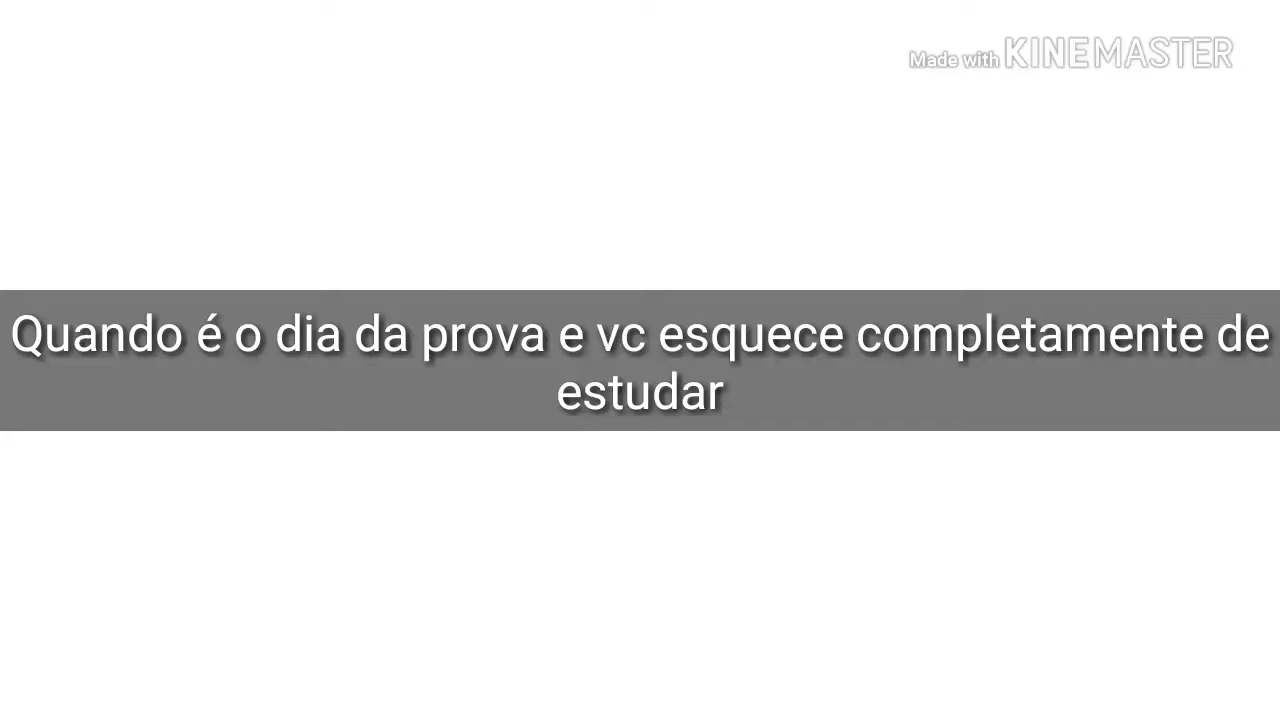 Made with KINEMASTER
Quando é o dia da prova e vc esquece completamente de
estudar